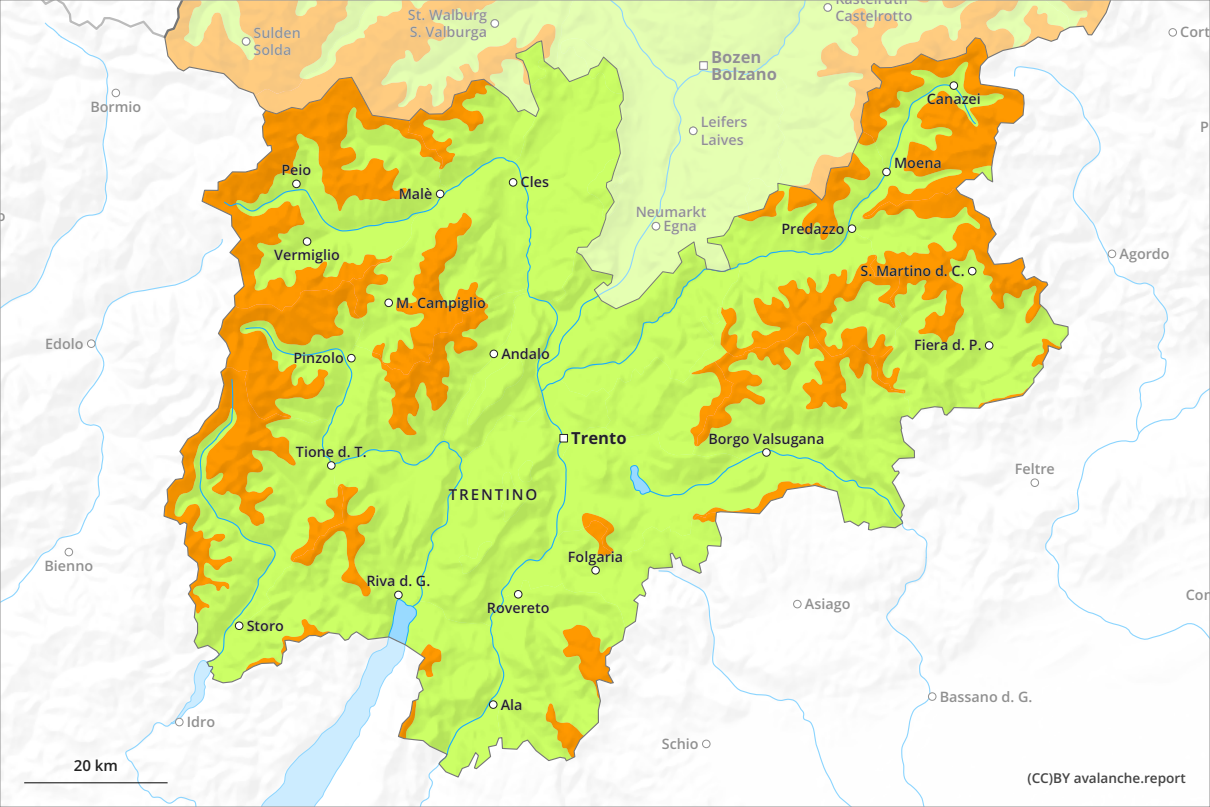 St. Walburg
S. Valburga
Castelrotto
Sulden
Solda
Cort
Bozen
Bolzano
Bormio
Canazei
Leifers
Laives
Moena
Peio
Malè
Cles
Neumarkt
Egna
Predazzo
Vermiglio
Agordo
S. Martino d. C.
M. Campiglio
Edolo
Pinzolo
Andalo
Fiera d. P.
Trento
Borgo Valsugana
Tione d. T.
Feltre
TRENTINO
Bienno
Folgaria
Riva d. G.
Rovereto
Asiago
Cor
Storo
Bassano d. G.
Ala
Idro
Schio
20 km
(CC)BY avalanche.report